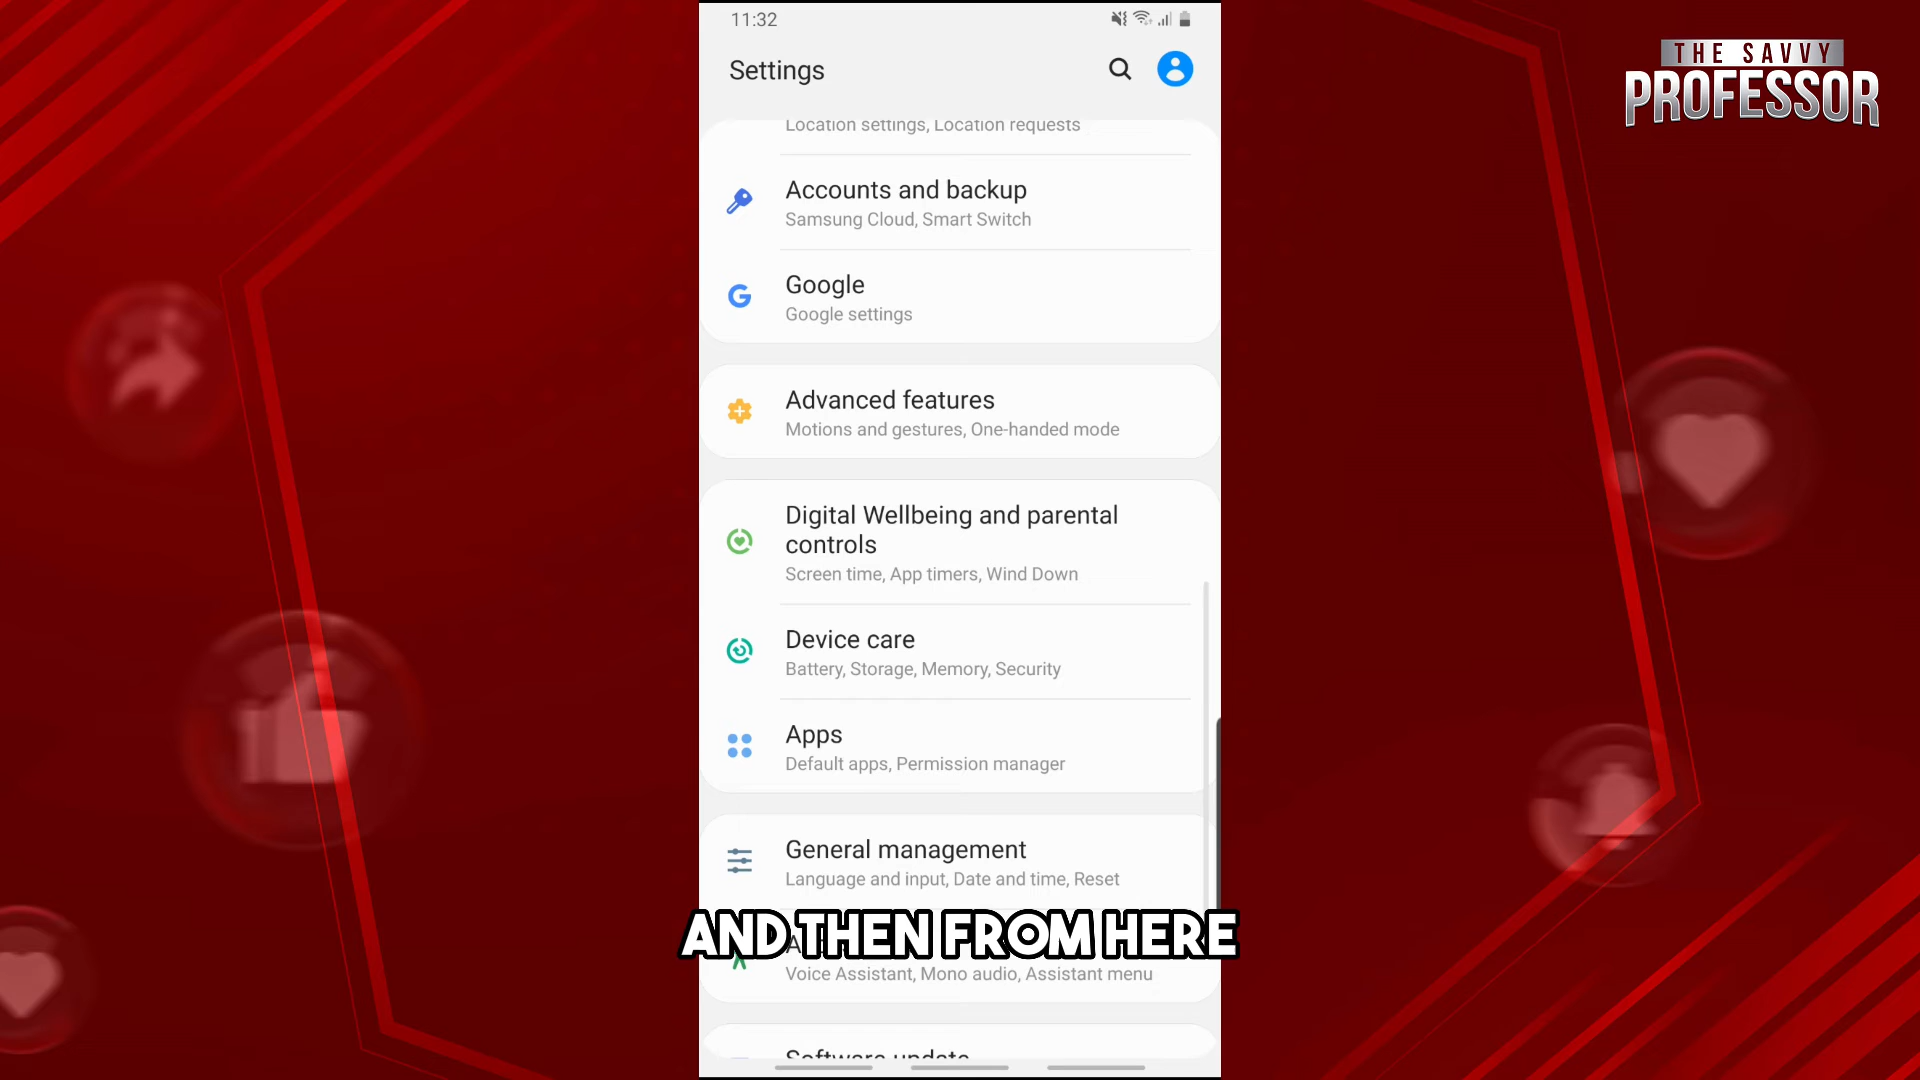 11:32
THE SAVVY
PROFESSOR
Settings
Location settings, Location requests
Accounts and backup
Samsung Cloud, Smart Switch
Google
Google settings
Advanced features
Motions and gestures, One-handed mode
Digital Wellbeing and parental
controls
Screen time, App timers, Wind Down
Device care
Battery, Storage, Memory, Security
Apps
Default apps, Permission manager
General management
Language and input, Date and time, Reset
AND THEN FROM HERE
Voice Assistant, Mono audio, Assistant menu
Software update